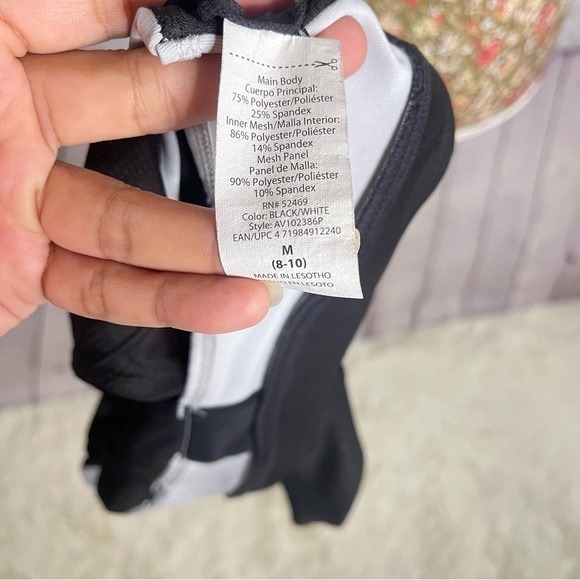 Main Body
Cuerpo Principal:
75% Polyester/Poliéster
25% Spandex
Inner Mesh/Malla Interior:
86% Polyester/Poliéster
14% Spandex
Mesh Panel
Panel de Malla:
90% Polyester/Poliéster
10% Spandex
RN# 52469
Color: BLACK/WHITE
Style: AV102386P
EAN/UPC 4 71984912240
M
(8-10)
MADE IN LESOTHO
EN LESOTO